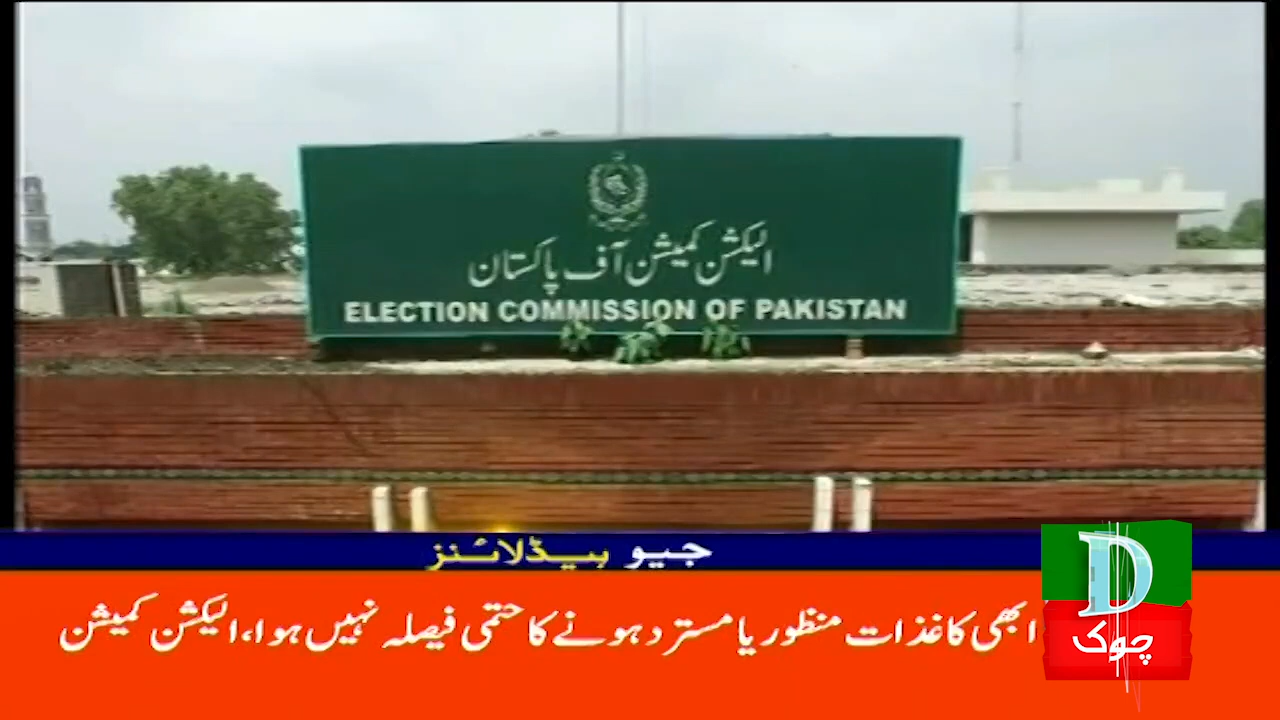 الیکشن کمیشن آف پاکستان
ELECTION COMMISSION OF PAKISTAN
جیو ہیڈلائنز
ابھی کاغذات منظور یا مسترد ہونے کا حتمی فیصلہ نہیں ہوا، الیکشن کمیشن
D
چوک